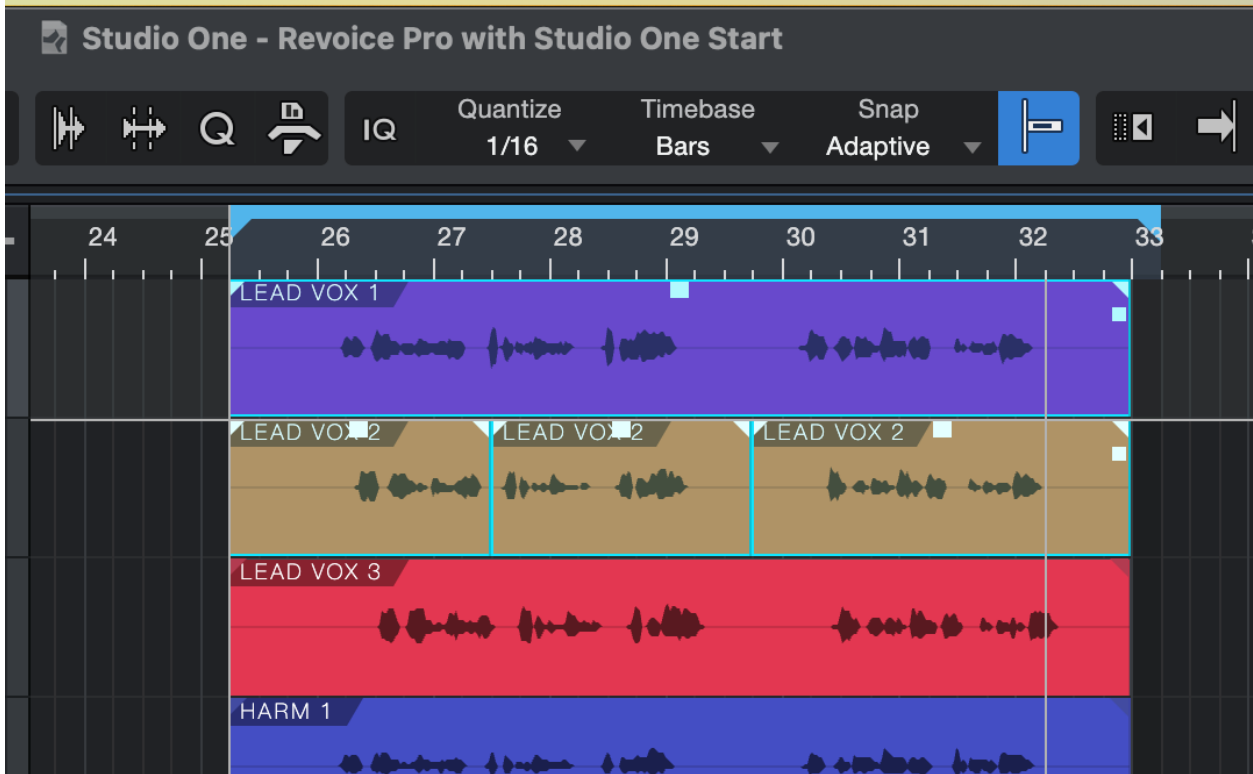 Studio One - Revoice Pro with Studio One Start
Quantize Timebase Snap
Q IQ 1/16 Bars Adaptive
24 25 26 27 28 29 30 31 32 33
LEAD VOX 1
LEAD VOX 2 LEAD VOX 2 LEAD VOX 2
LEAD VOX 3
HARM 1